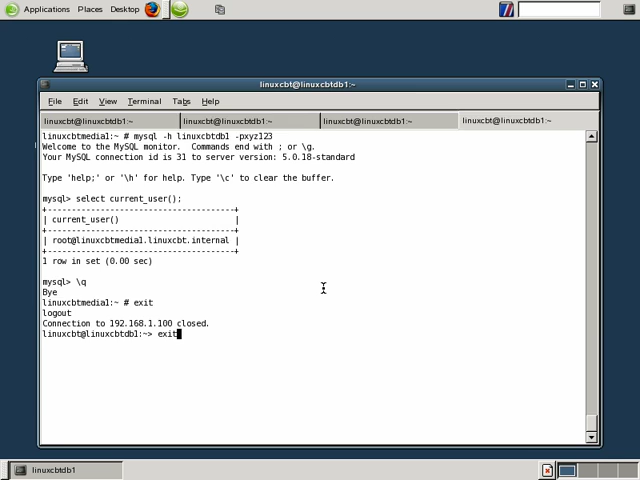 Applications Places Desktop
linuxcbt@linuxcbtdb1:~
File Edit View Terminal Tabs Help
linuxcbt@linuxcbtdb1:~ linuxcbt@linuxcbtdb1:~ linuxcbt@linuxcbtdb1:~ linuxcbt@linuxcbtdb1:~
linuxcbtmedia1:~ # mysql -h linuxcbtdb1 -pxyz123
Welcome to the MySQL monitor.  Commands end with ; or \g.
Your MySQL connection id is 31 to server version: 5.0.18-standard
Type 'help;' or '\h' for help. Type '\c' to clear the buffer.
mysql> select current_user();
+-------------------------------------+
| current_user()                      |
+-------------------------------------+
| root@linuxcbtmedia1.linuxcbt.internal |
+-------------------------------------+
1 row in set (0.00 sec)
mysql> \q
Bye
linuxcbtmedia1:~ # exit
logout
Connection to 192.168.1.100 closed.
linuxcbt@linuxcbtdb1:~> exit
linuxcbtdb1